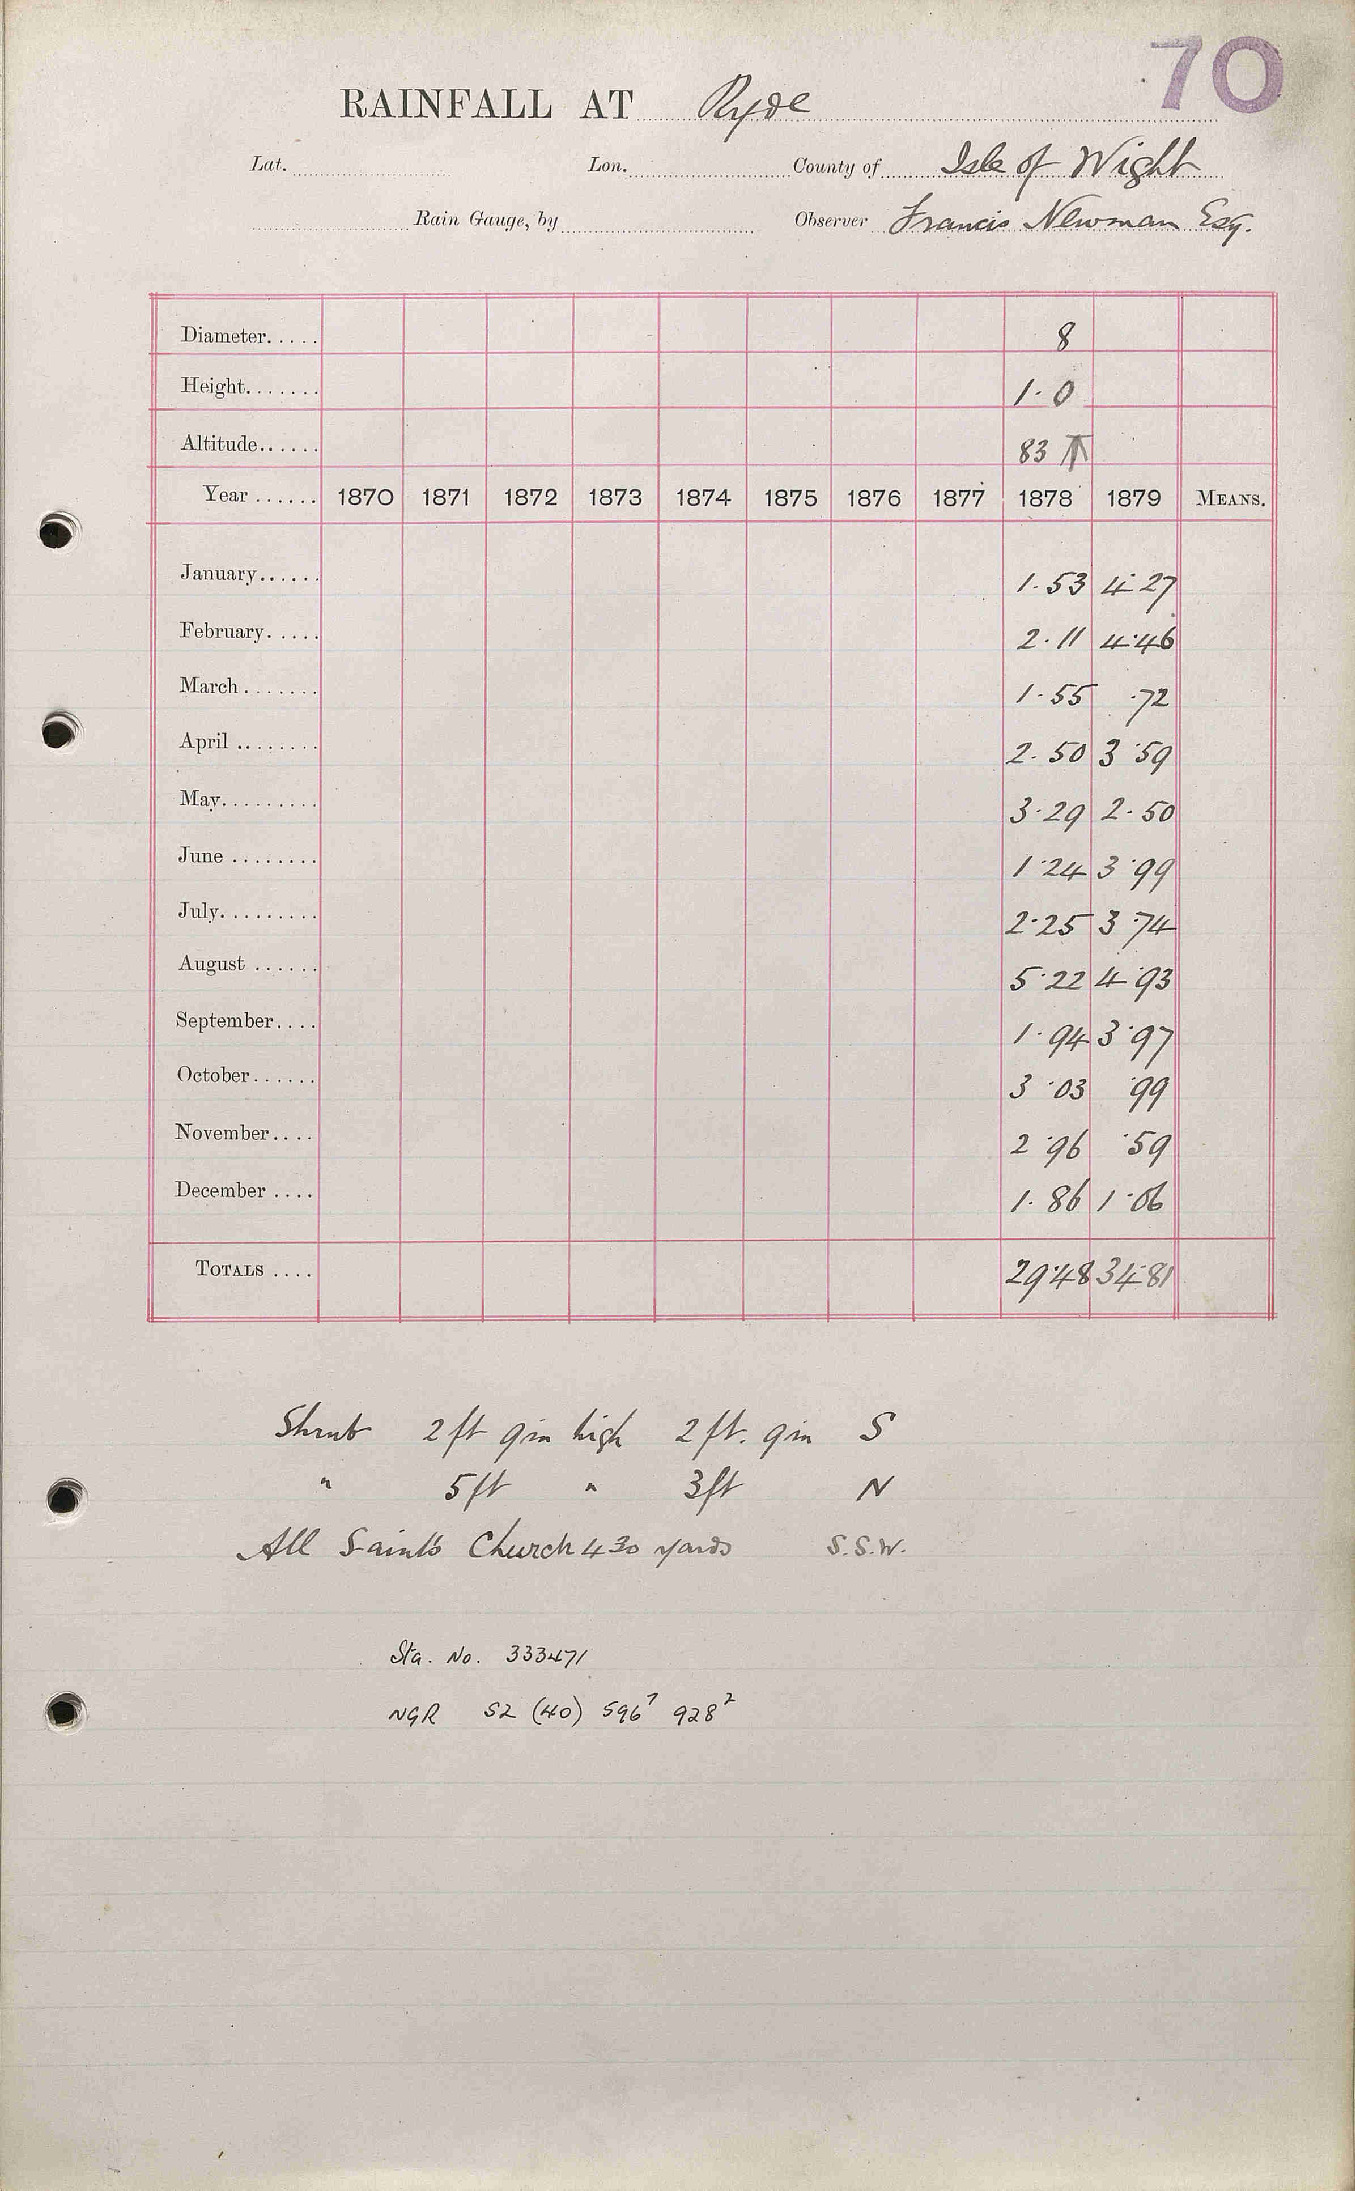 70
RAINFALL AT Ryde
Lat. Lon. County of Isle of Wight
Rain Gauge, by Observer Francis Newman Esq.
Diameter..... 8
Height....... 1.0
Altitude...... 83
Year ...... 1870 1871 1872 1873 1874 1875 1876 1877 1878 1879 MEANS.
January...... 1.53 4.27
February..... 2.11 4.46
March....... 1.55 .72
April ........ 2.50 3.59
May......... 3.29 2.50
June ........ 1.24 3.99
July......... 2.25 3.74
August ...... 5.22 4.93
September.... 1.94 3.97
October...... 3.03 .99
November.... 2.96 .59
December .... 1.86 1.06
TOTALS .... 29.48 34.81
Shrub 2 ft 9 in high 2 ft. 9 in S
" 5 ft " 3 ft N
All Saints Church 430 yards S.S.W.
Sta. No. 333471
NGR SZ (40) 596⁷ 928²